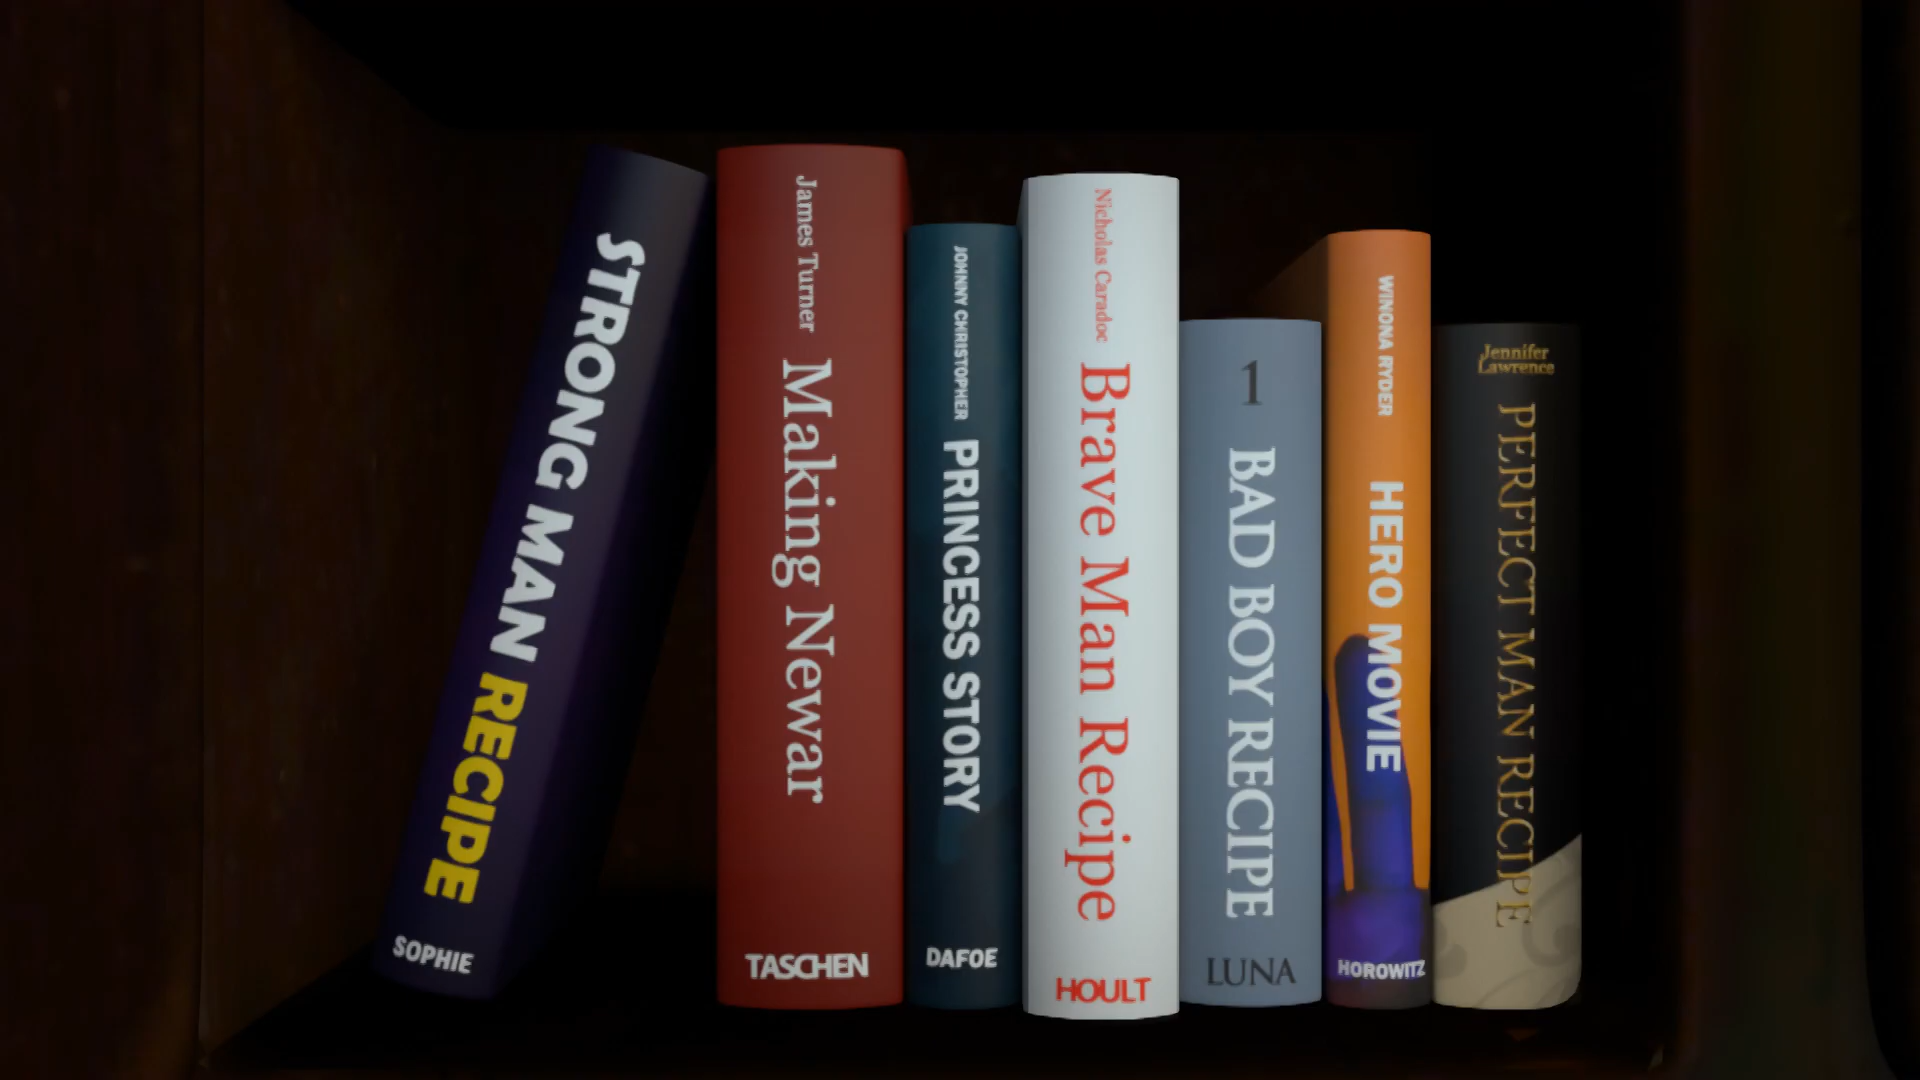 STRONG MAN RECIPE
SOPHIE
James Turner
Making Newar
TASCHEN
JOHNNY CHRISTOPHER
PRINCESS STORY
DAFOE
Nicholas Caradoc
Brave Man Recipe
HOULT
1
BAD BOY RECIPE
LUNA
WINONA RYDER
HERO MOVIE
HOROWITZ
Jennifer
Lawrence
PERFECT MAN RECIPE